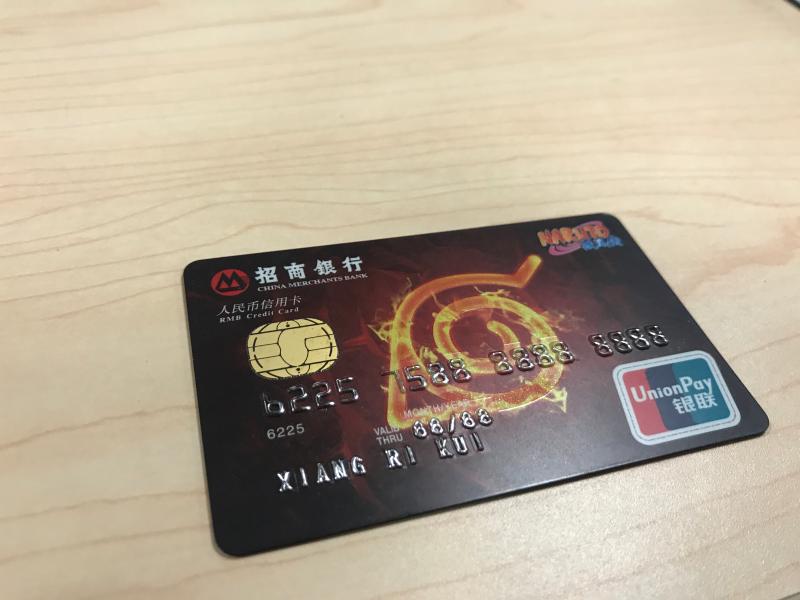 招商銀行
CHINA MERCHANTS BANK
人民币信用卡
RMB Credit Card
NARUTO
6225 7588 8888 8888
6225
MONTH/YEAR
VALID THRU 88/88
XIANG RI KUI
UnionPay
银联